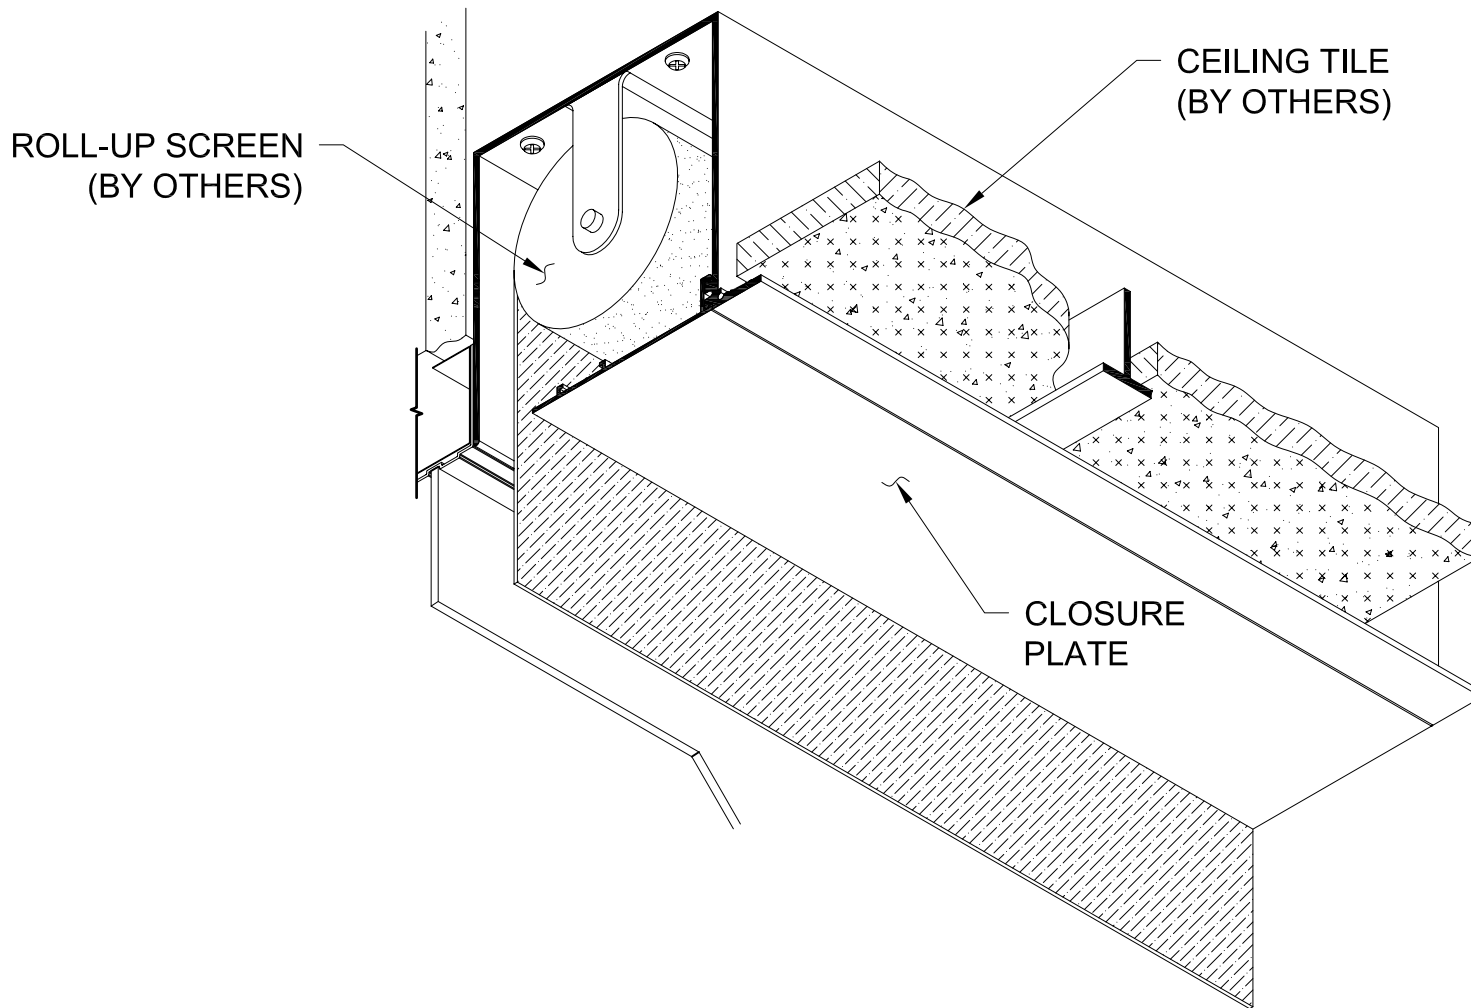 CEILING TILE
(BY OTHERS)
ROLL-UP SCREEN
(BY OTHERS)
CLOSURE
PLATE